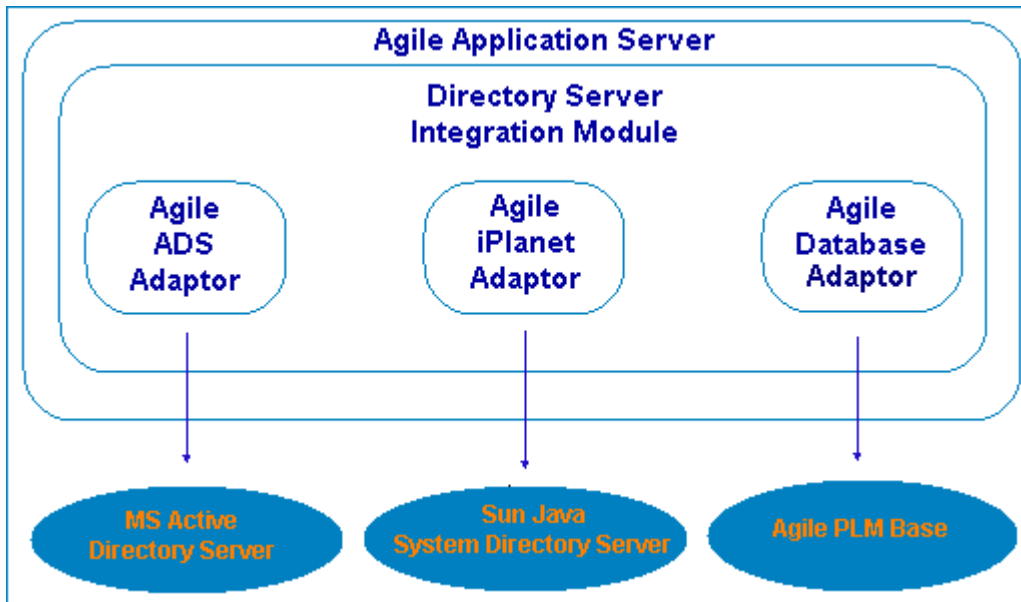 Agile Application Server
Directory Server
Integration Module
Agile
ADS
Adaptor
Agile
iPlanet
Adaptor
Agile
Database
Adaptor
MS Active
Directory Server
Sun Java
System Directory Server
Agile PLM Base